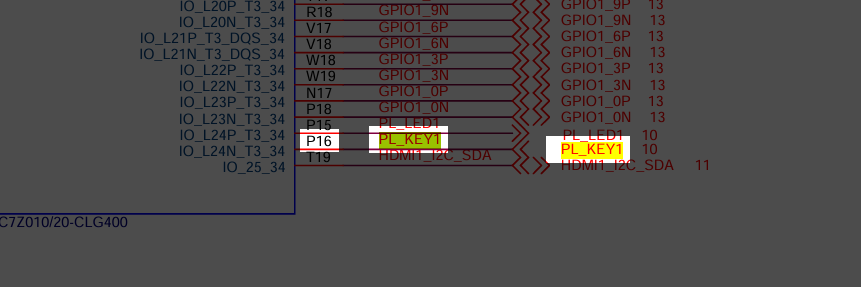 IO_L20P_T3_34 GPIO1_9P 13
IO_L20N_T3_34 R18 GPIO1_9N GPIO1_9N 13
IO_L21P_T3_DQS_34 V17 GPIO1_6P GPIO1_6P 13
IO_L21N_T3_DQS_34 V18 GPIO1_6N GPIO1_6N 13
IO_L22P_T3_34 W18 GPIO1_3P GPIO1_3P 13
IO_L22N_T3_34 W19 GPIO1_3N GPIO1_3N 13
IO_L23P_T3_34 N17 GPIO1_0P GPIO1_0P 13
IO_L23N_T3_34 P18 GPIO1_0N GPIO1_0N 13
IO_L24P_T3_34 P15 PL_LED1 PL_LED1 10
IO_L24N_T3_34 P16 PL_KEY1 PL_KEY1 10
IO_25_34 T19 HDMI1_I2C_SDA HDMI1_I2C_SDA 11
C7Z010/20-CLG400